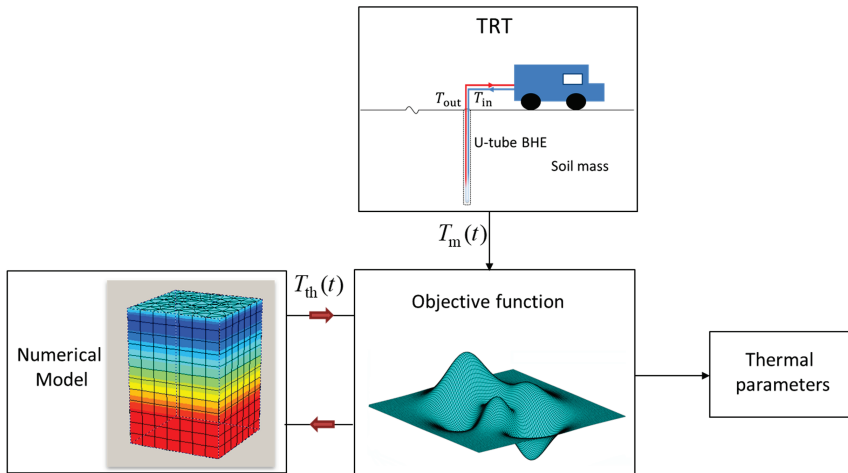 TRT
T_out T_in
U-tube BHE
Soil mass
T_m(t)
T_th(t)
Objective function
Numerical
Model
Thermal
parameters